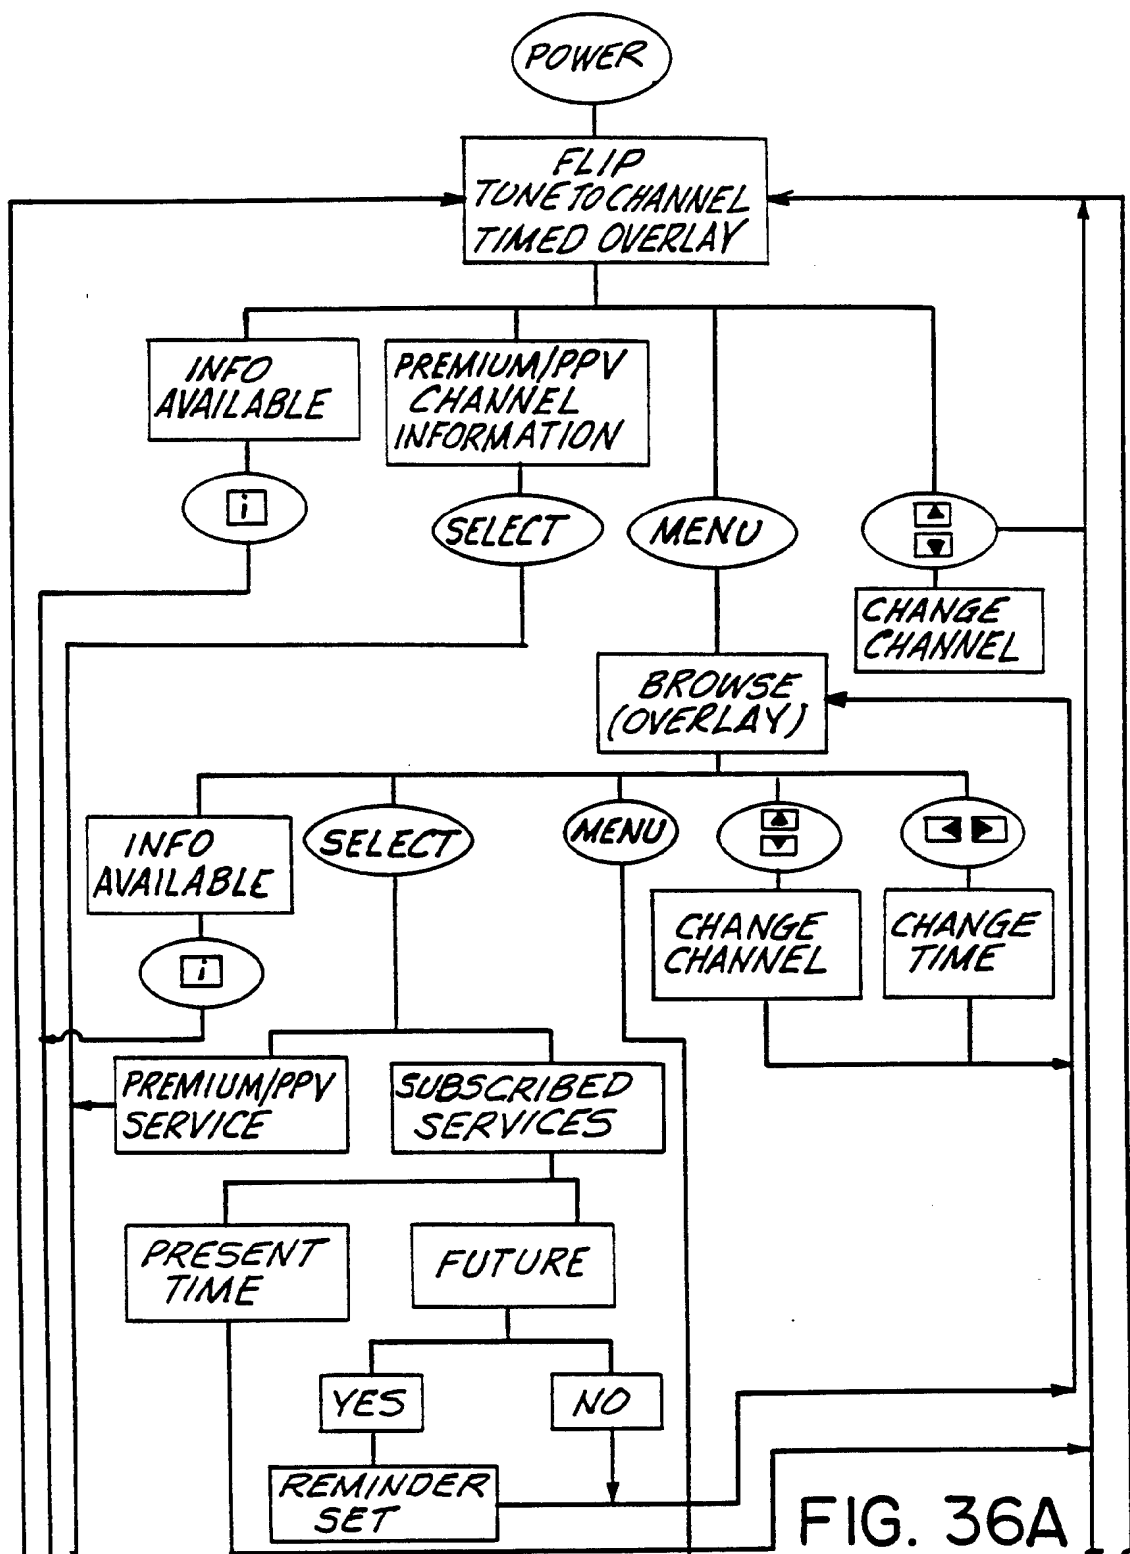 POWER
FLIP
TUNE TO CHANNEL
TIMED OVERLAY
INFO
AVAILABLE
PREMIUM/PPV
CHANNEL
INFORMATION
i
SELECT
MENU
CHANGE
CHANNEL
BROWSE
(OVERLAY)
INFO
AVAILABLE
SELECT
MENU
i
CHANGE
CHANNEL
CHANGE
TIME
PREMIUM/PPV
SERVICE
SUBSCRIBED
SERVICES
PRESENT
TIME
FUTURE
YES
NO
REMINDER
SET
FIG. 36A